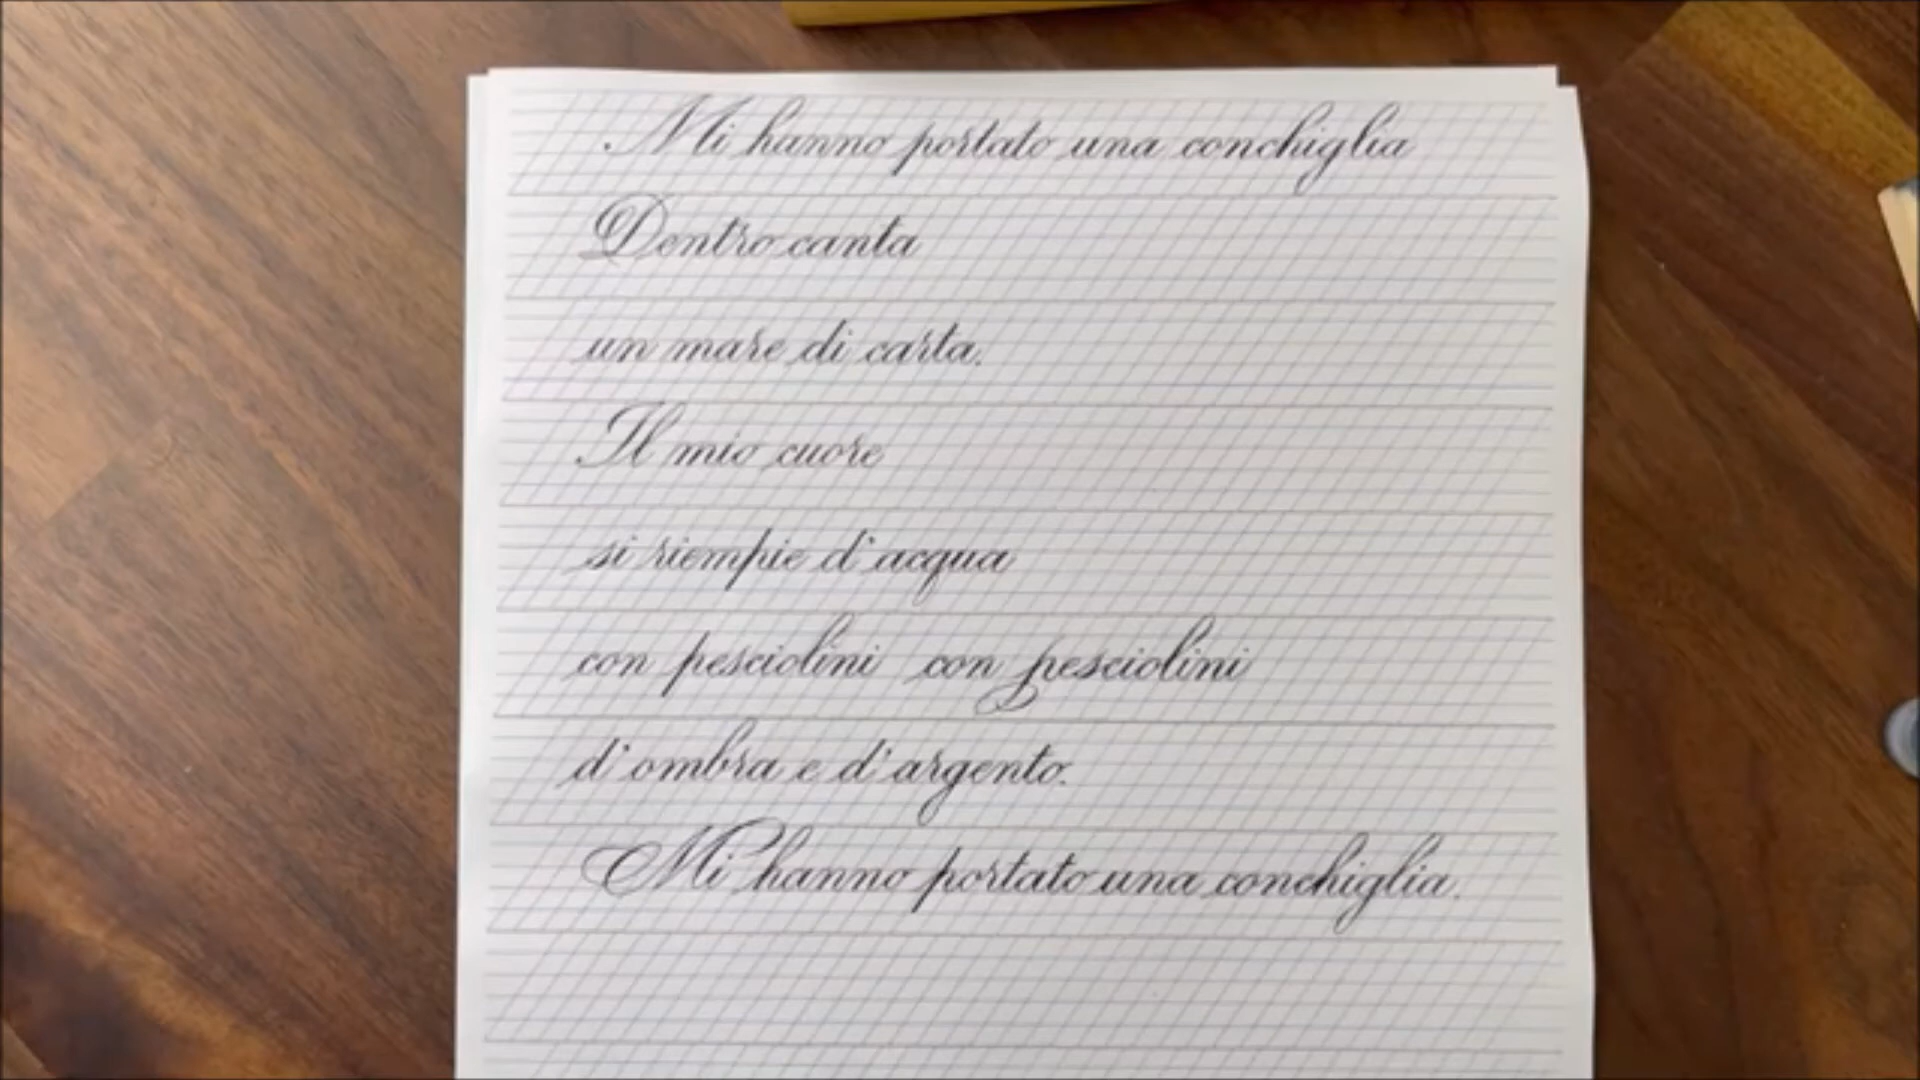 Mi hanno portato una conchiglia
Dentro canta
un mare di carta.
Il mio cuore
si riempie d'acqua
con pesciolini con pesciolini
d'ombra e d'argento.
Mi hanno portato una conchiglia.